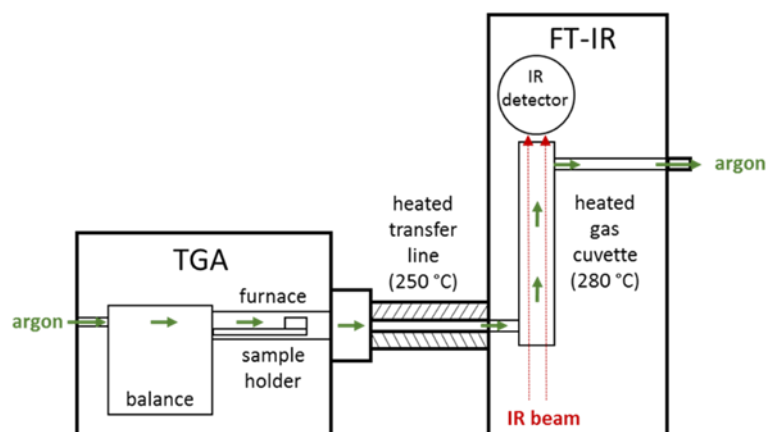 FT-IR
IR
detector
argon
heated
transfer
line
(250 °C)
heated
gas
cuvette
(280 °C)
TGA
furnace
argon
sample
holder
balance
IR beam